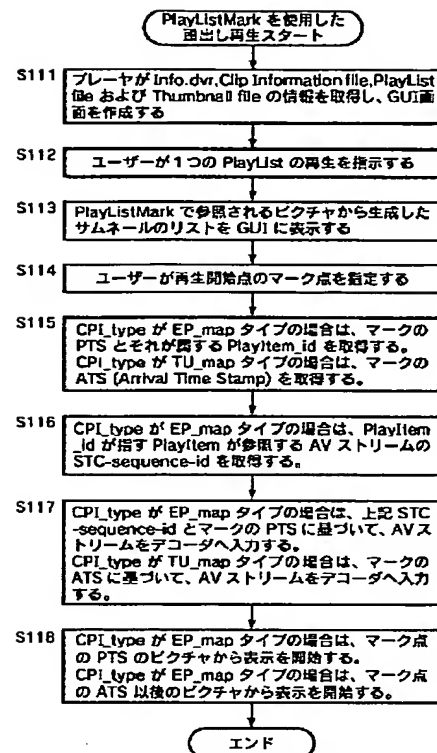 PlayListMark を使用した
頭出し再生スタート
S111
プレーヤが Info.dvr,Clip Information file,PlayList
file および Thumbnail file の情報を取得し、GUI画
面を作成する
S112
ユーザーが1つの PlayList の再生を指示する
S113
PlayListMark で参照されるピクチャから生成した
サムネールのリストを GUI に表示する
S114
ユーザーが再生開始点のマーク点を指定する
S115
CPI_type が EP_map タイプの場合は、マークの
PTS とそれが属する PlayItem_id を取得する。
CPI_type が TU_map タイプの場合は、マークの
ATS (Arrival Time Stamp) を取得する。
S116
CPI_type が EP_map タイプの場合は、PlayItem
_id が指す PlayItem が参照する AV ストリームの
STC-sequence-id を取得する。
S117
CPI_type が EP_map タイプの場合は、上記 STC
-sequence-id とマークの PTS に基づいて、AVス
トリームをデコーダへ入力する。
CPI_type が TU_map タイプの場合は、マークの
ATS に基づいて、AV ストリームをデコーダへ入力
する。
S118
CPI_type が EP_map タイプの場合は、マーク点
の PTS のピクチャから表示を開始する。
CPI_type が EP_map タイプの場合は、マーク点
の ATS 以後のピクチャから表示を開始する。
エンド